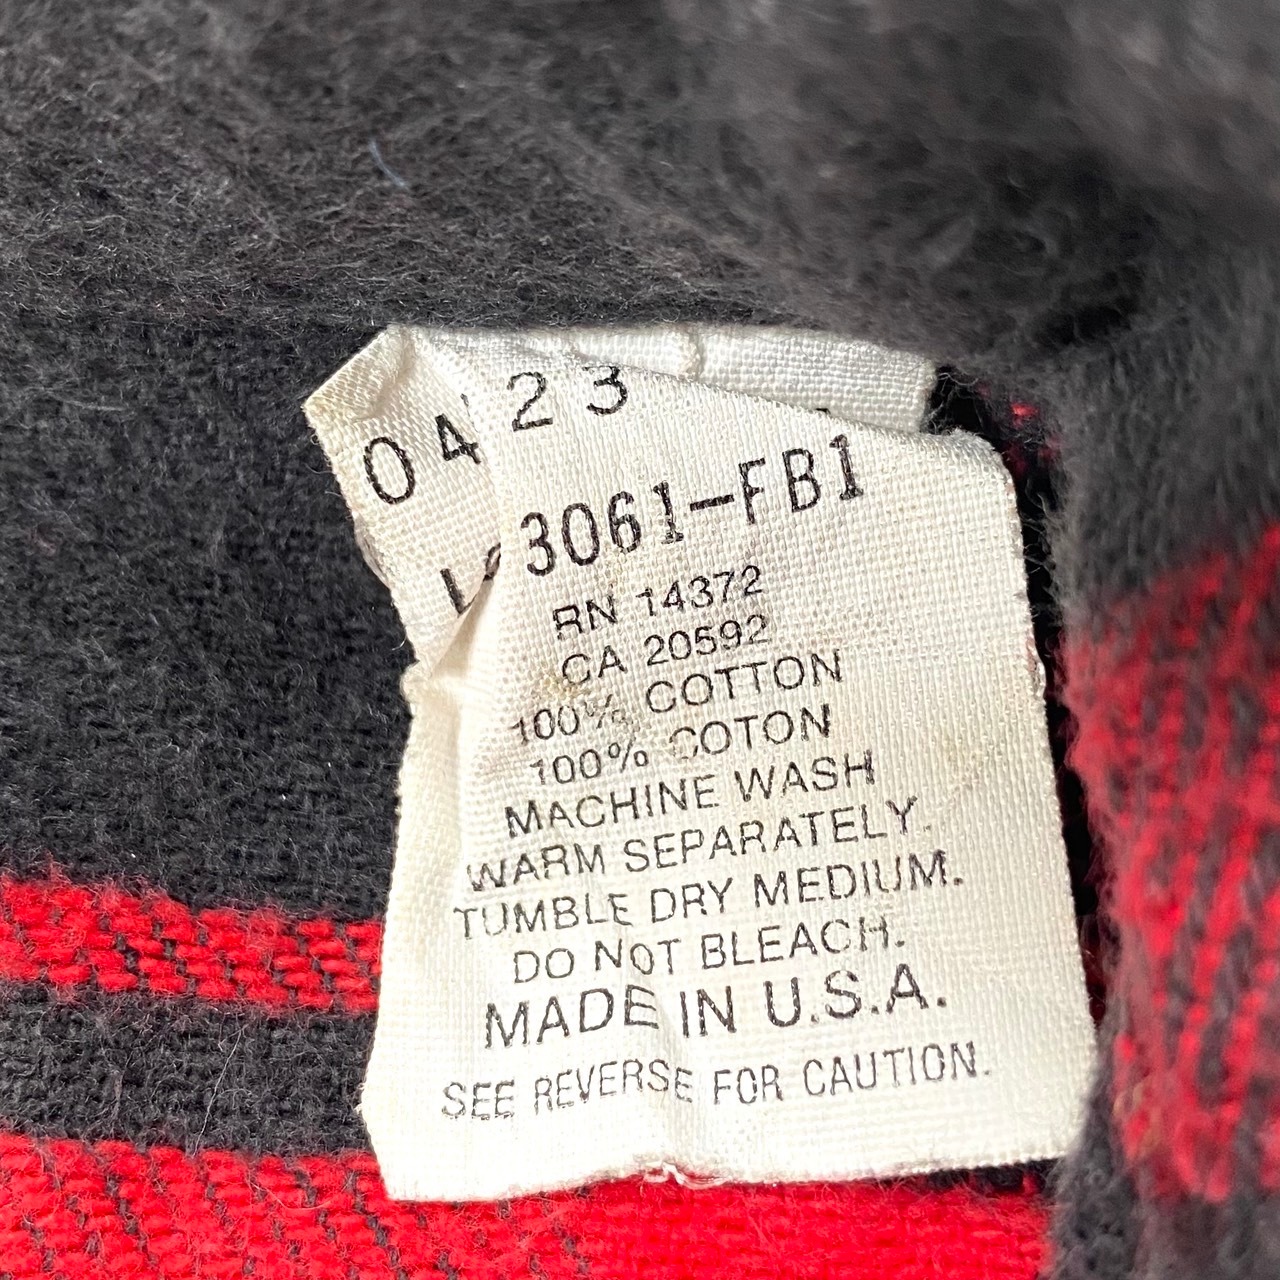 0423
3061-FB1
RN 14372
CA 20592
100% COTTON
100% COTON
MACHINE WASH
WARM SEPARATELY.
TUMBLE DRY MEDIUM.
DO NOT BLEACH.
MADE IN U.S.A.
SEE REVERSE FOR CAUTION.